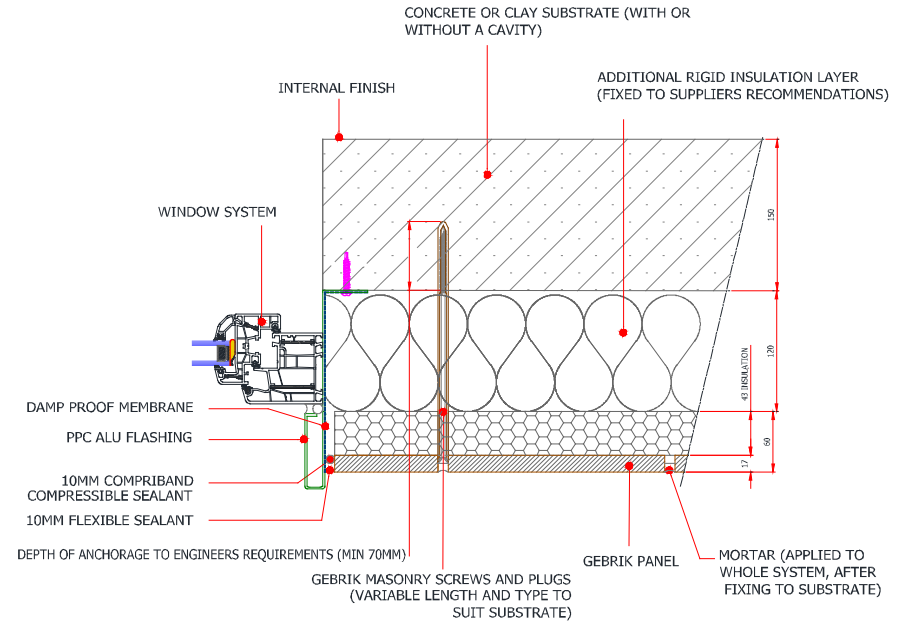 CONCRETE OR CLAY SUBSTRATE (WITH OR
WITHOUT A CAVITY)
ADDITIONAL RIGID INSULATION LAYER
(FIXED TO SUPPLIERS RECOMMENDATIONS)
INTERNAL FINISH
WINDOW SYSTEM
150
120
43 INSULATION
60
17
DAMP PROOF MEMBRANE
PPC ALU FLASHING
10MM COMPRIBAND
COMPRESSIBLE SEALANT
10MM FLEXIBLE SEALANT
DEPTH OF ANCHORAGE TO ENGINEERS REQUIREMENTS (MIN 70MM)
GEBRIK MASONRY SCREWS AND PLUGS
(VARIABLE LENGTH AND TYPE TO
SUIT SUBSTRATE)
GEBRIK PANEL
MORTAR (APPLIED TO
WHOLE SYSTEM, AFTER
FIXING TO SUBSTRATE)